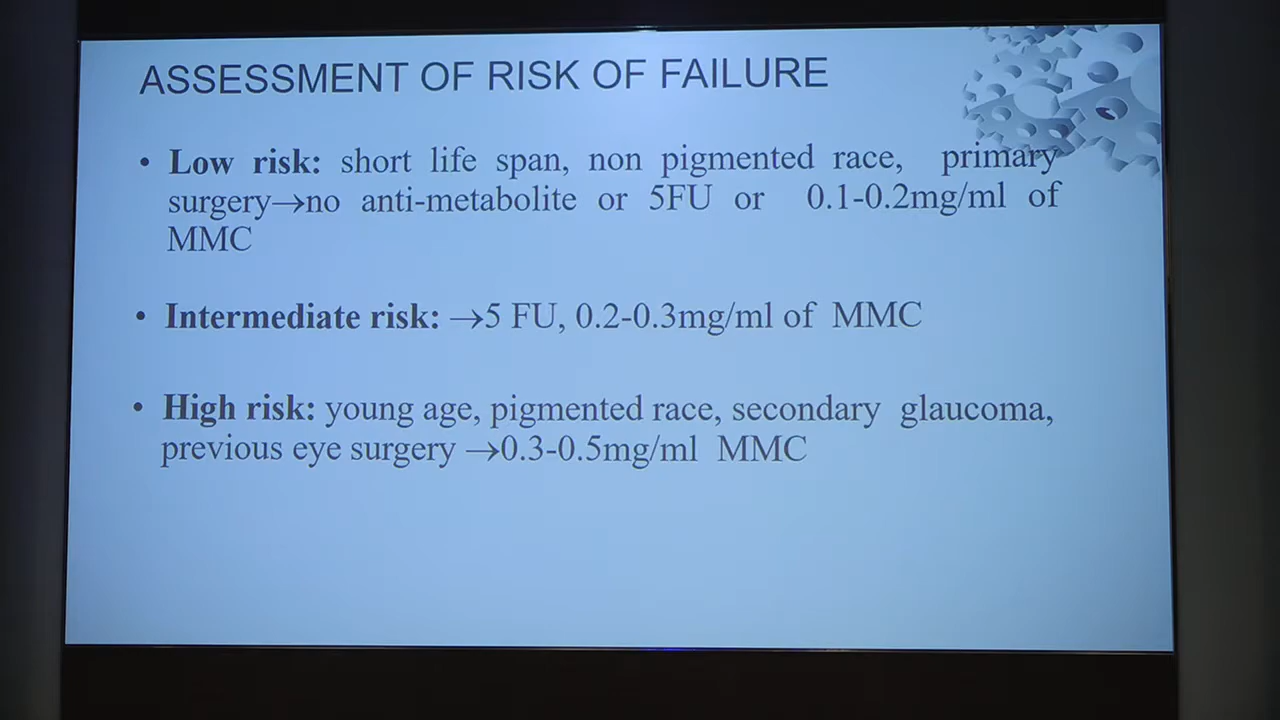 ASSESSMENT OF RISK OF FAILURE
• Low risk: short life span, non pigmented race, primary
surgery→no anti-metabolite or 5FU or 0.1-0.2mg/ml of
MMC
• Intermediate risk: →5 FU, 0.2-0.3mg/ml of MMC
• High risk: young age, pigmented race, secondary glaucoma,
previous eye surgery →0.3-0.5mg/ml MMC